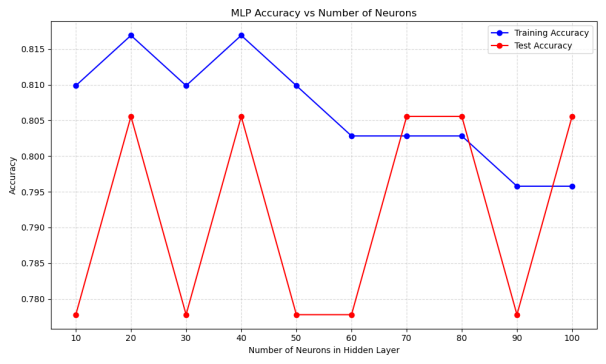 MLP Accuracy vs Number of Neurons
Training Accuracy
Test Accuracy
Accuracy
0.815
0.810
0.805
0.800
0.795
0.790
0.785
0.780
10 20 30 40 50 60 70 80 90 100
Number of Neurons in Hidden Layer